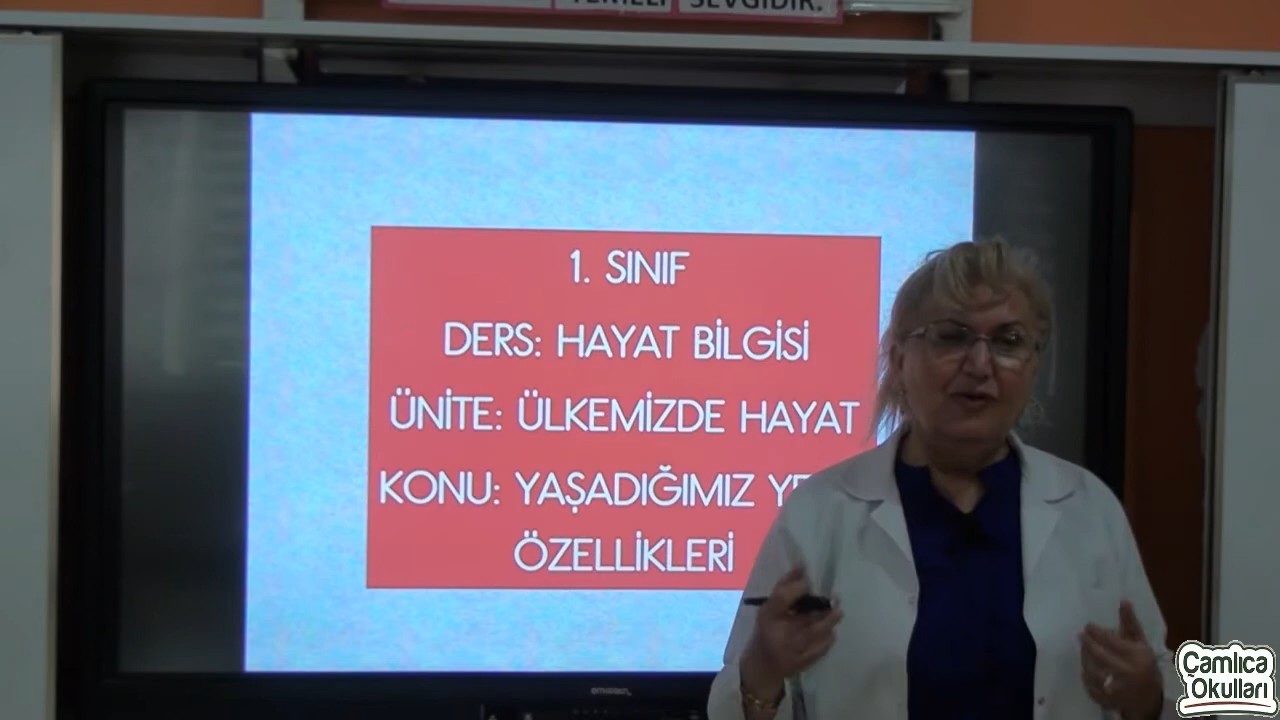 SEVGİDİR.
1. SINIF
DERS: HAYAT BİLGİSİ
ÜNİTE: ÜLKEMİZDE HAYAT
KONU: YAŞADIĞIMIZ
ÖZELLİKLERİ
Çamlıca
Okulları